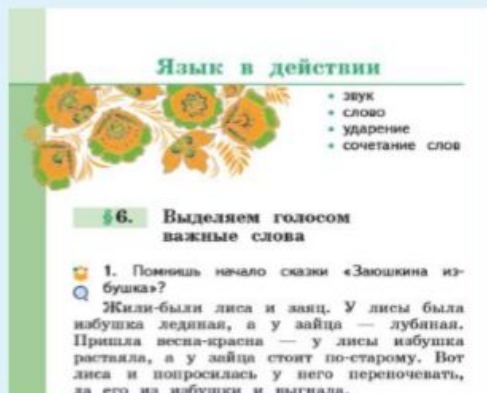 Язык в действии
• звук
• слово
• ударение
• сочетание слов
§6. Выделяем голосом
важные слова
1. Помнишь начало сказки «Заюшкина из-
бушка»?
Жили-были лиса и заяц. У лисы была
избушка ледяная, а у зайца — лубяная.
Пришла весна-красна — у лисы избушка
растаяла, а у зайца стоит по-старому. Вот
лиса и попросилась у него переночевать,
да его из избушки и выгнала.